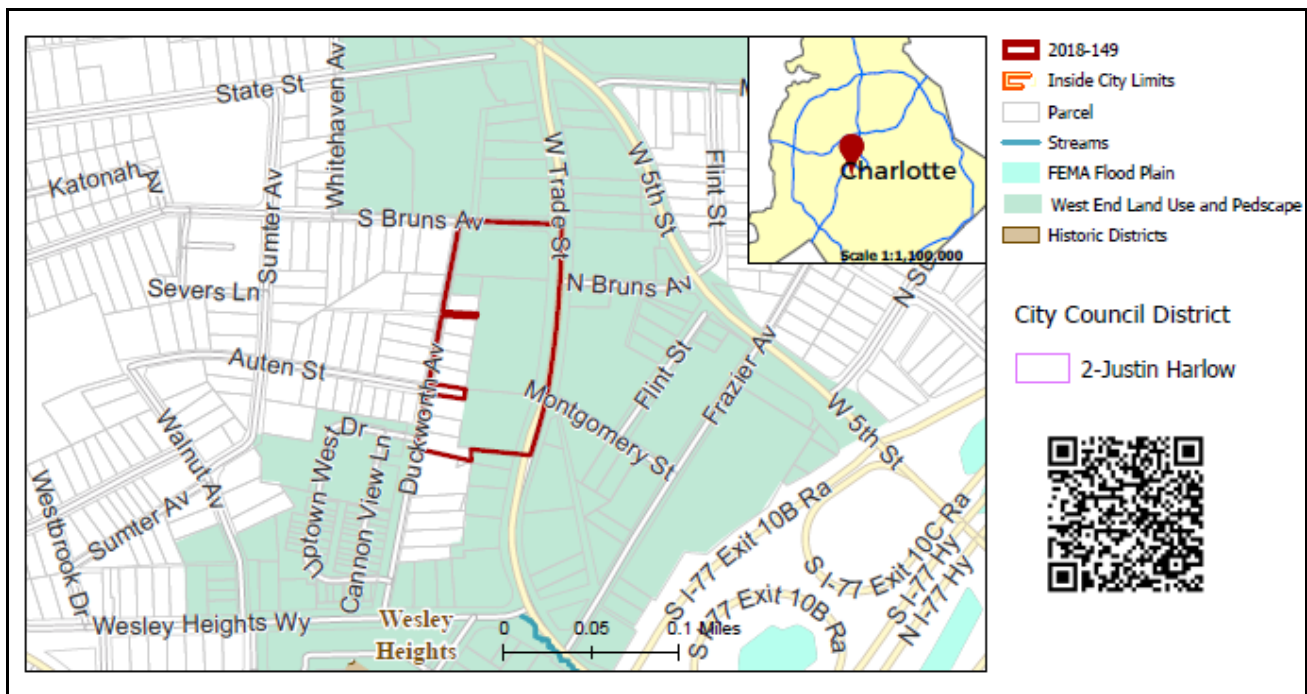 State St
Whitehaven Av
Katonah Av
Sumter Av
S Bruns Av
W Trade St
W 5th St
Flint St
Severs Ln
N Bruns Av
Auten St
Duckworth Av
Montgomery St
Flint St
Frazier Av
W 5th St
Walnut Av
Dr
Uptown West
Cannon View Ln
Westbrook Dr
Sumter Av
Wesley Heights Wy
Wesley
Heights
0 0.05 0.1 Miles
S I-77 Exit 10B Ra
S I-77 Exit 10B Ra
S I-77 Exit 10C Ra
S I-77 Hy
N I-77 Hy
Charlotte
Scale 1:1,100,000
2018-149
Inside City Limits
Parcel
Streams
FEMA Flood Plain
West End Land Use and Pedscape
Historic Districts
City Council District
2-Justin Harlow